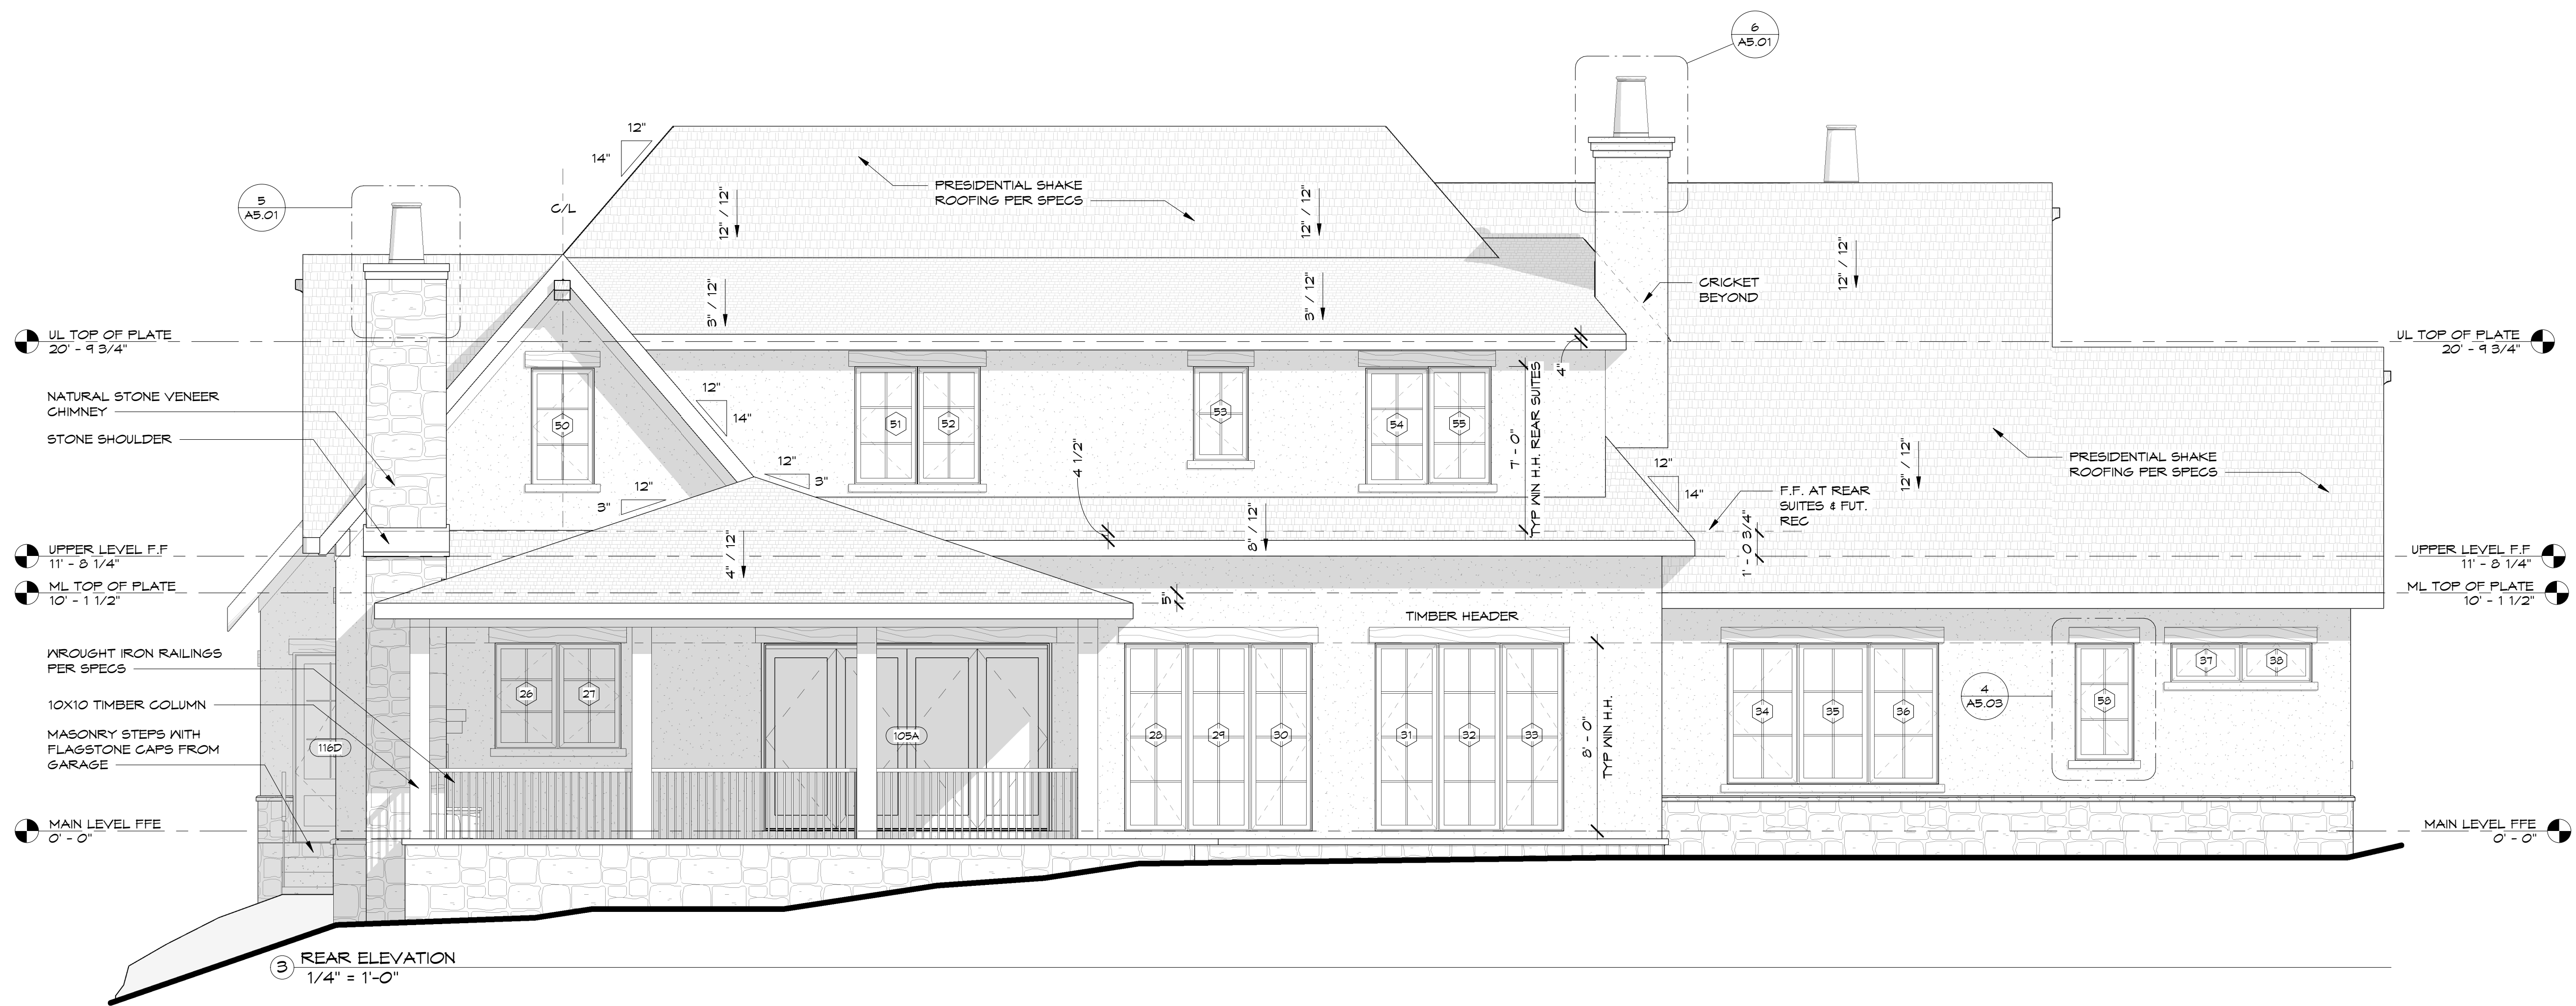 6
A5.01
12"
14"
5
A5.01
C/L
PRESIDENTIAL SHAKE
ROOFING PER SPECS
12" / 12"
12" / 12"
12" / 12"
3" / 12"
3" / 12"
CRICKET
BEYOND
UL TOP OF PLATE
20' - 9 3/4"
UL TOP OF PLATE
20' - 9 3/4"
4"
NATURAL STONE VENEER
CHIMNEY
STONE SHOULDER
12"
14"
50
51
52
53
54
55
7' - 0"
TYP WIN H.H. REAR SUITES
4 1/2"
12"
3"
12"
3"
12"
14"
12" / 12"
PRESIDENTIAL SHAKE
ROOFING PER SPECS
F.F. AT REAR
SUITES & FUT.
REC
1' - 0 3/4"
8" / 12"
4" / 12"
UPPER LEVEL F.F
11' - 8 1/4"
UPPER LEVEL F.F
11' - 8 1/4"
ML TOP OF PLATE
10' - 1 1/2"
ML TOP OF PLATE
10' - 1 1/2"
5"
TIMBER HEADER
WROUGHT IRON RAILINGS
PER SPECS
10X10 TIMBER COLUMN
MASONRY STEPS WITH
FLAGSTONE CAPS FROM
GARAGE
116D
26
27
105A
28
29
30
31
32
33
8' - 0"
TYP WIN H.H.
34
35
36
4
A5.03
58
37
38
MAIN LEVEL FFE
0' - 0"
MAIN LEVEL FFE
0' - 0"
3
REAR ELEVATION
1/4" = 1'-0"